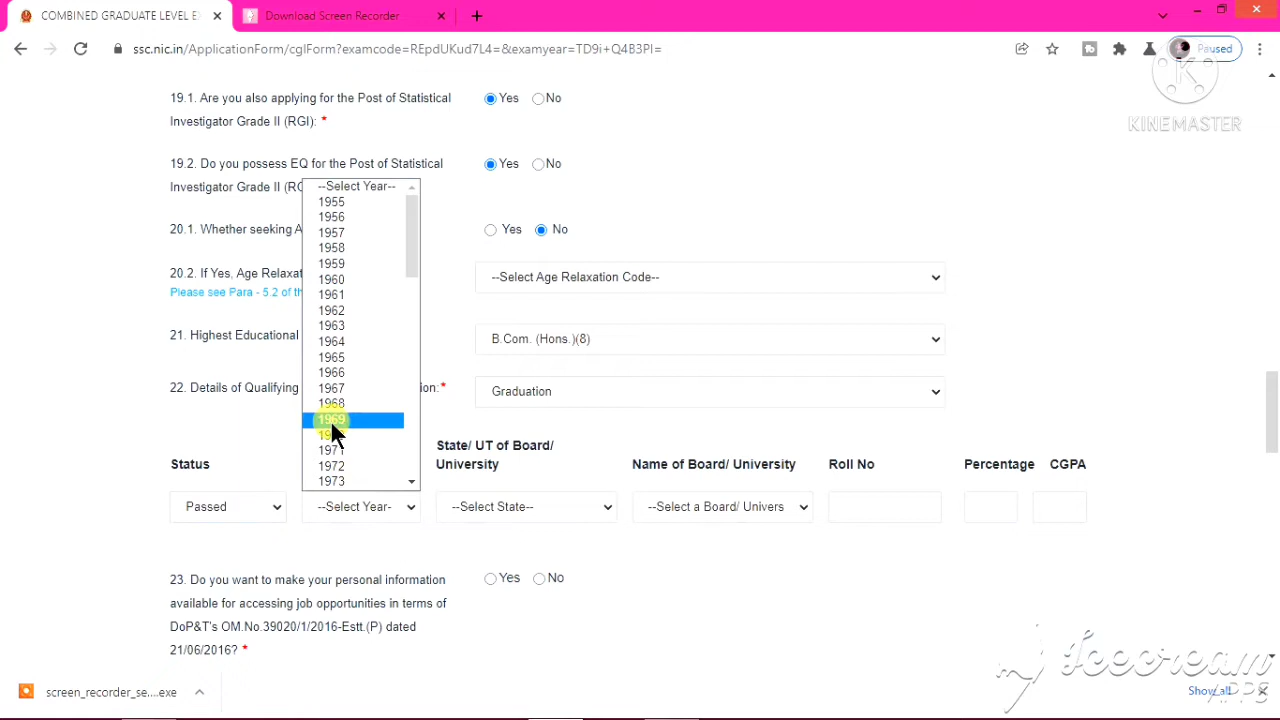 COMBINED GRADUATE LEVEL E
Download Screen Recorder
ssc.nic.in/ApplicationForm/cglForm?examcode=REpdUKud7L4=&examyear=TD9i+Q4B3PI=
Paused
KINEMASTER
19.1. Are you also applying for the Post of Statistical
Investigator Grade II (RGI): *
Yes No
19.2. Do you possess EQ for the Post of Statistical
Investigator Grade II (RG
Yes No
20.1. Whether seeking A
Yes No
20.2. If Yes, Age Relaxat
Please see Para - 5.2 of th
--Select Age Relaxation Code--
21. Highest Educational
B.Com. (Hons.)(8)
22. Details of Qualifying
on:*
Graduation
--Select Year--
1955
1956
1957
1958
1959
1960
1961
1962
1963
1964
1965
1966
1967
1968
1969
1971
1972
1973
Status
State/ UT of Board/
University
Name of Board/ University
Roll No
Percentage
CGPA
Passed
--Select Year-
--Select State--
--Select a Board/ Univers
23. Do you want to make your personal information
available for accessing job opportunities in terms of
DoP&T's OM.No.39020/1/2016-Estt.(P) dated
21/06/2016? *
Yes No
Icecream
APPS
screen_recorder_se....exe
Show all